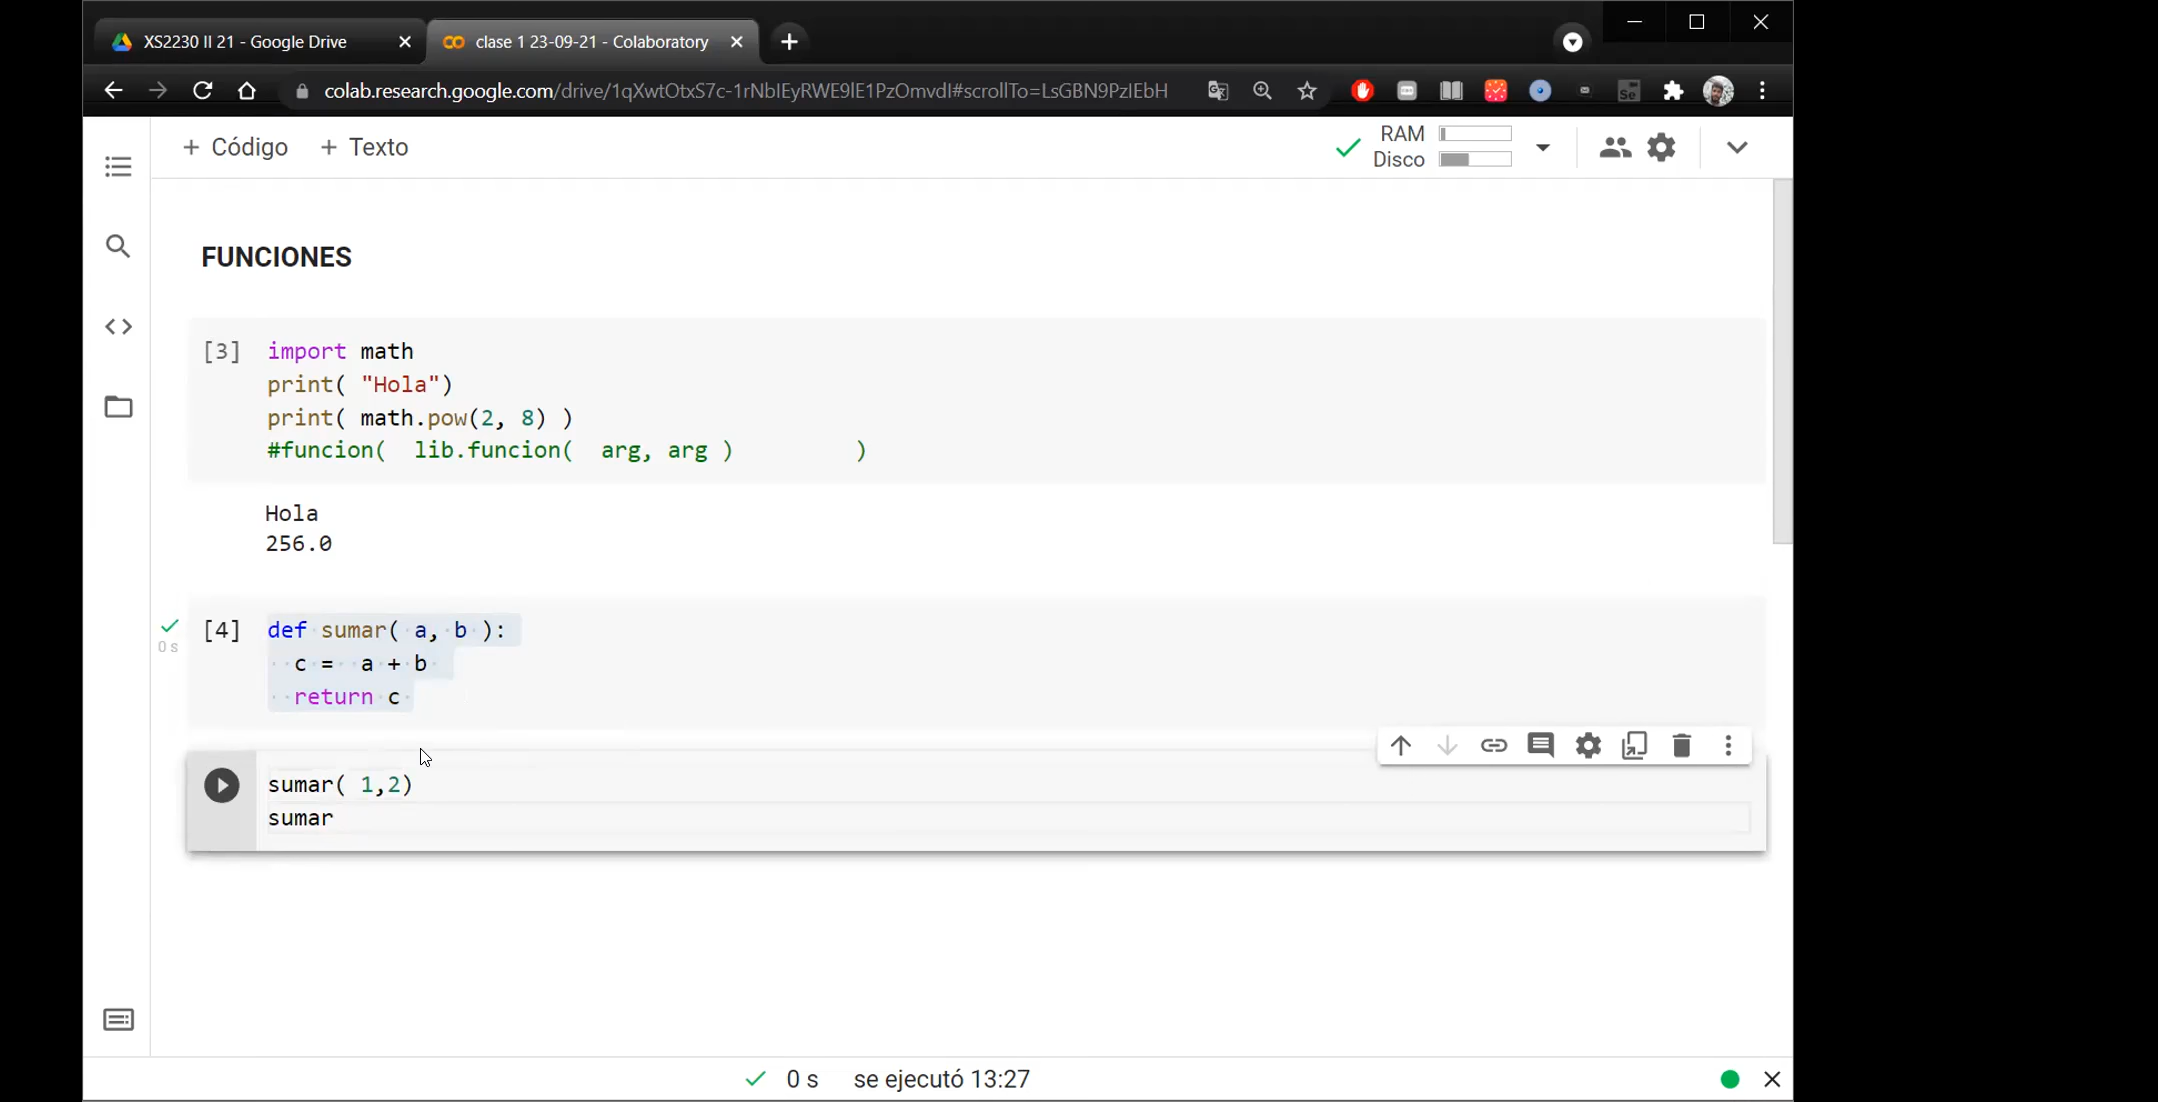 XS2230 II 21 - Google Drive
clase 1 23-09-21 - Colaboratory
colab.research.google.com/drive/1qXwtOtxS7c-1rNbIEyRWE9lE1PzOmvdI#scrollTo=LsGBN9PzIEbH
+ Código + Texto
RAM
Disco
FUNCIONES
[3] import math
print( "Hola")
print( math.pow(2, 8) )
#funcion(  lib.funcion(  arg, arg )         )
Hola
256.0
[4] def sumar( a, b ):
0 s
c =  a + b
return c
sumar( 1,2)
sumar
0 s se ejecutó 13:27